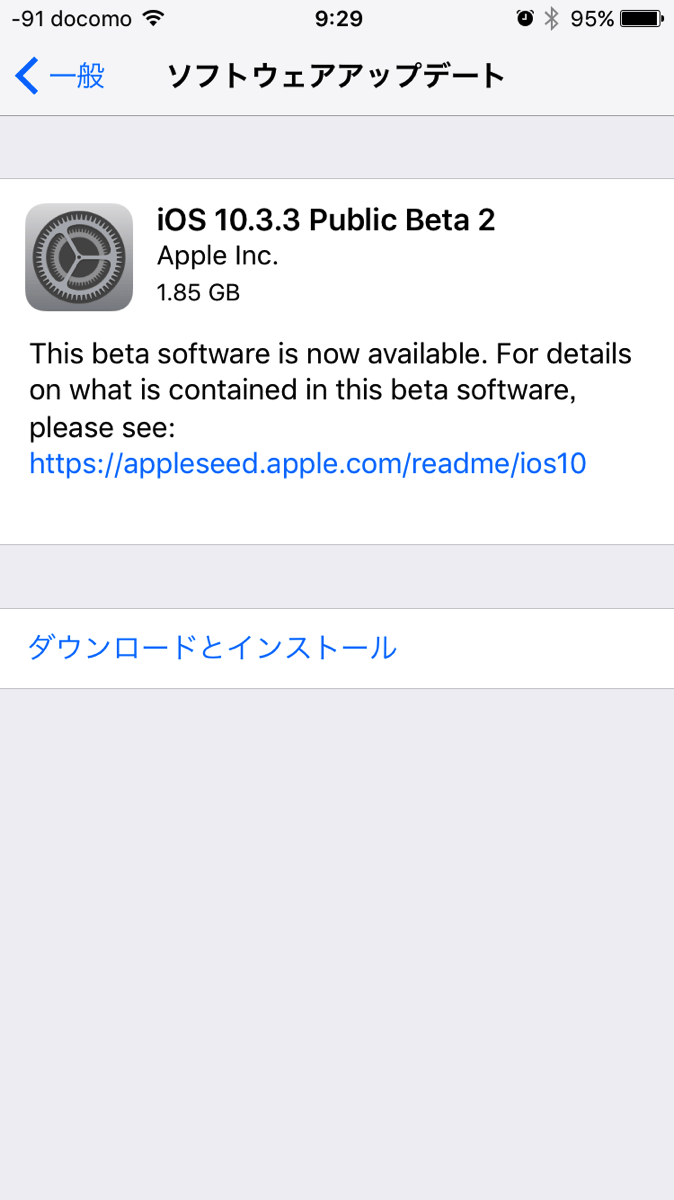 -91 docomo 9:29 95%
一般 ソフトウェアアップデート
iOS 10.3.3 Public Beta 2
Apple Inc.
1.85 GB
This beta software is now available. For details
on what is contained in this beta software,
please see:
https://appleseed.apple.com/readme/ios10
ダウンロードとインストール